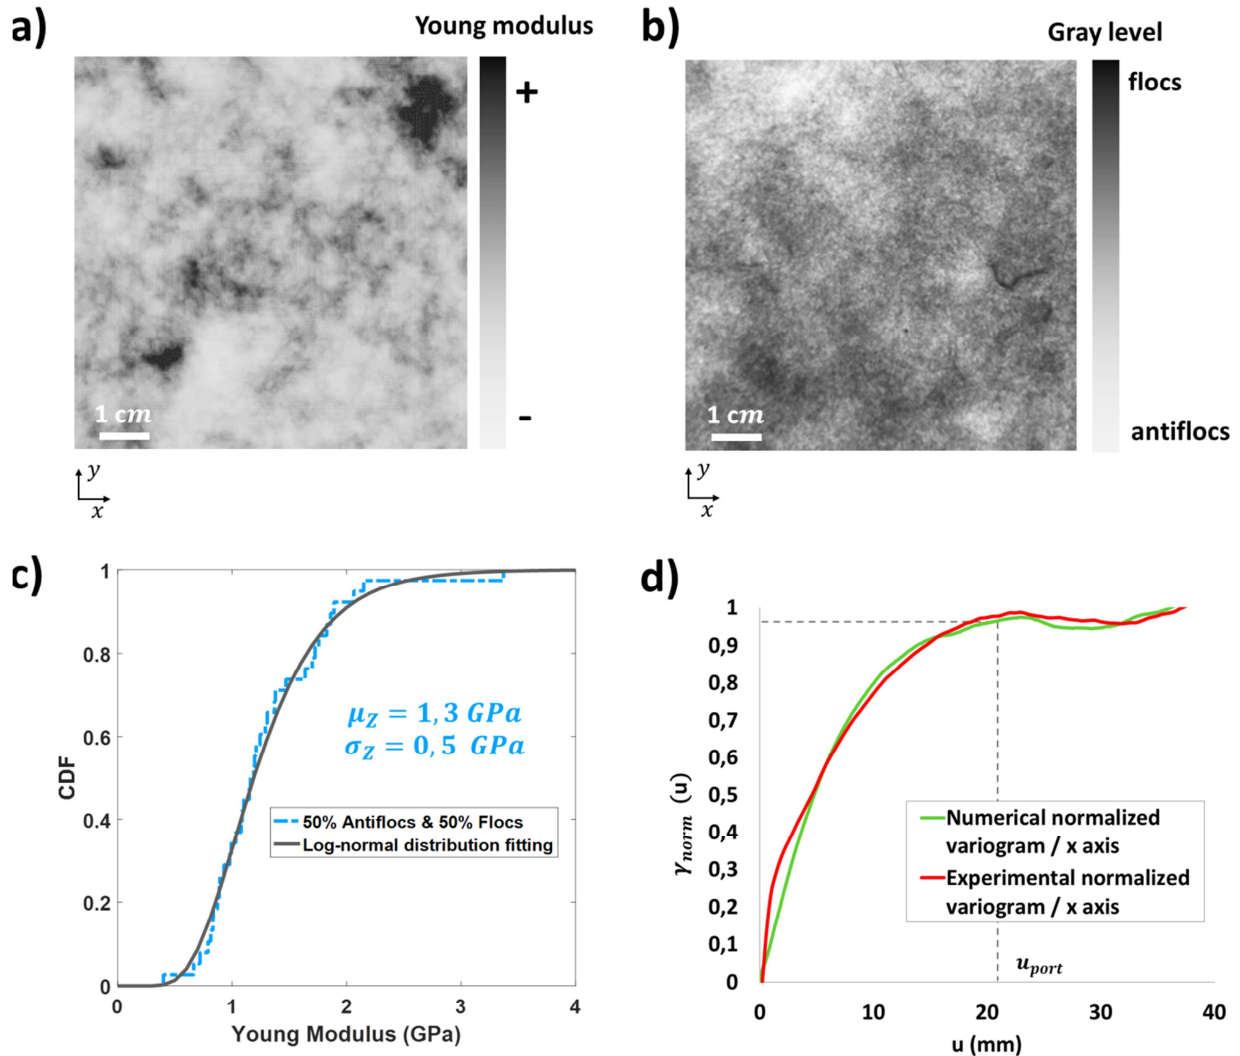 a)
Young modulus
+
-
1 cm
y
x
b)
Gray level
flocs
antiflocs
1 cm
y
x
c)
1
0.8
0.6
0.4
0.2
0
CDF
μ_Z = 1, 3 GPa
σ_Z = 0, 5 GPa
50% Antiflocs & 50% Flocs
Log-normal distribution fitting
0 1 2 3 4
Young Modulus (GPa)
d)
1
0,9
0,8
0,7
0,6
0,5
0,4
0,3
0,2
0,1
0
γ_norm (u)
Numerical normalized
variogram / x axis
Experimental normalized
variogram / x axis
u_port
0 10 20 30 40
u (mm)